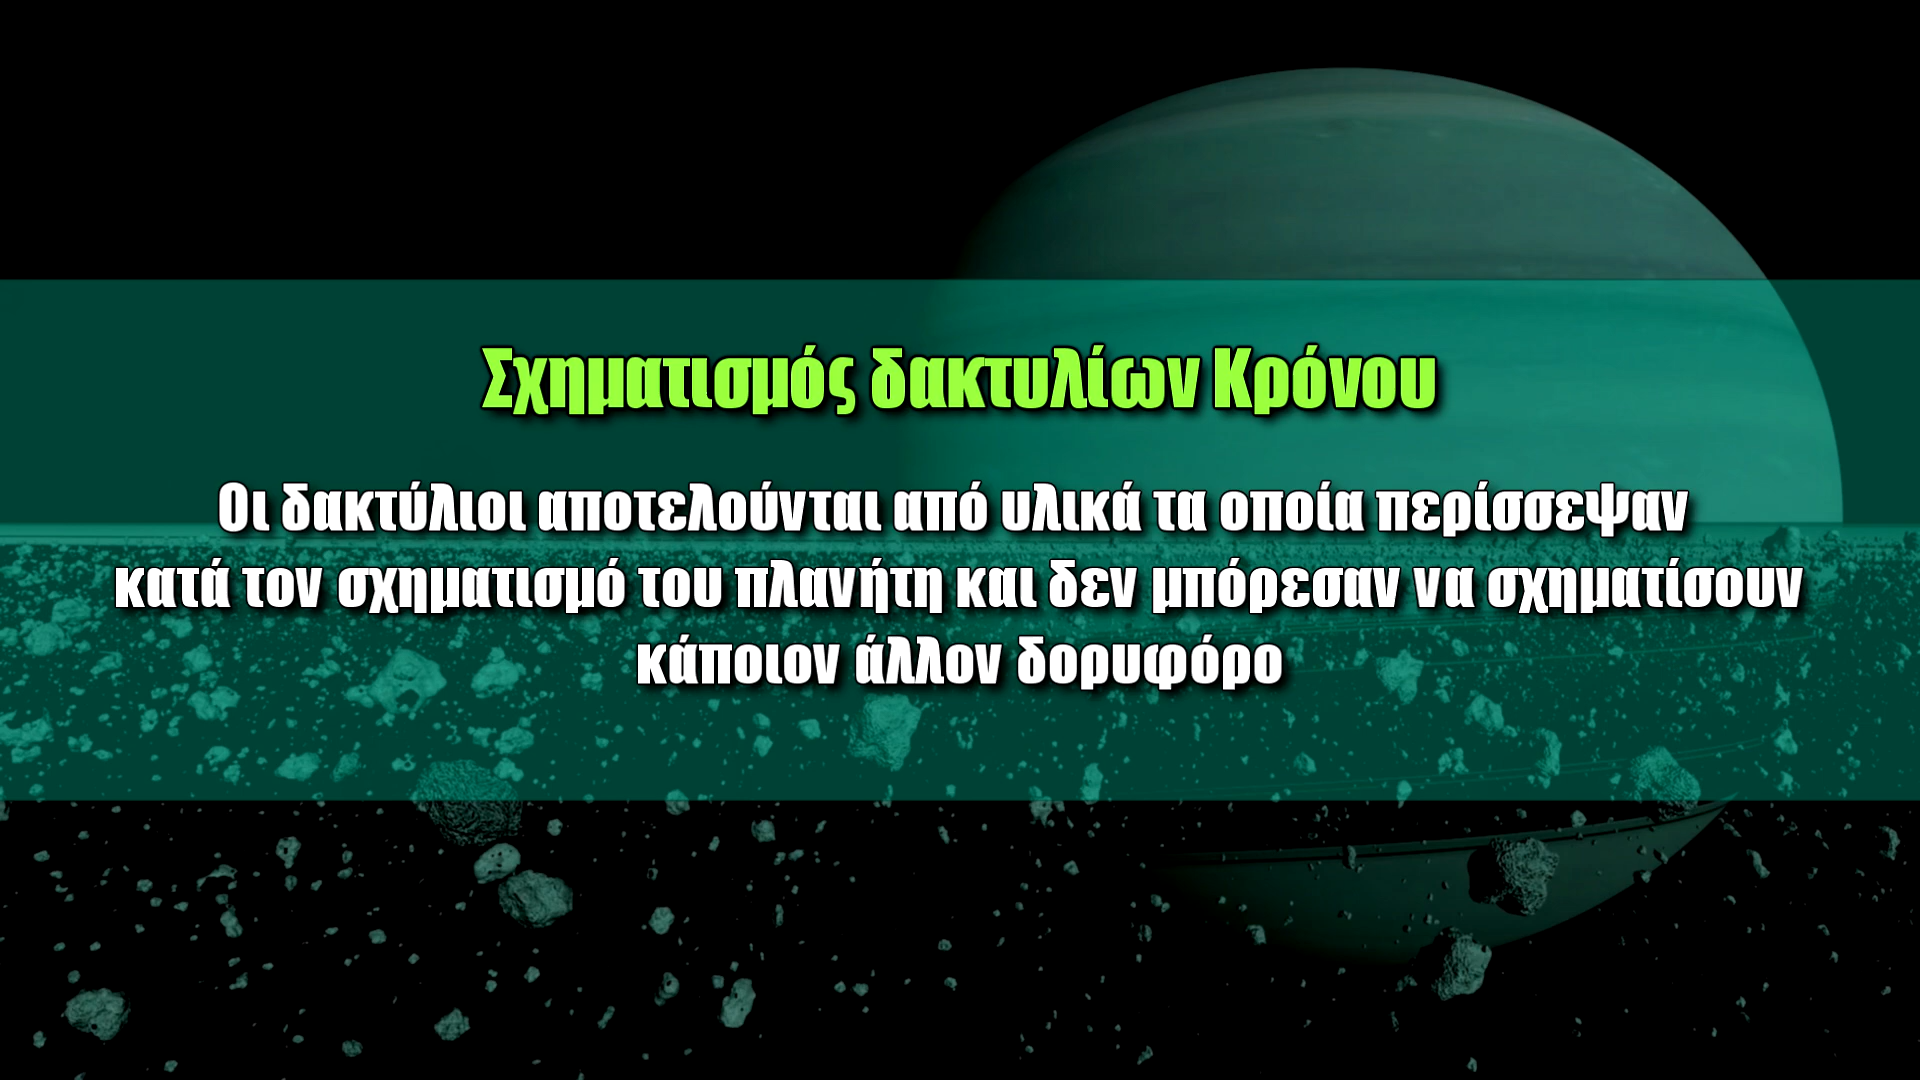 Σχηματισμός δακτυλίων Κρόνου
Οι δακτύλιοι αποτελούνται από υλικά τα οποία περίσσεψαν
κατά τον σχηματισμό του πλανήτη και δεν μπόρεσαν να σχηματίσουν
κάποιον άλλον δορυφόρο